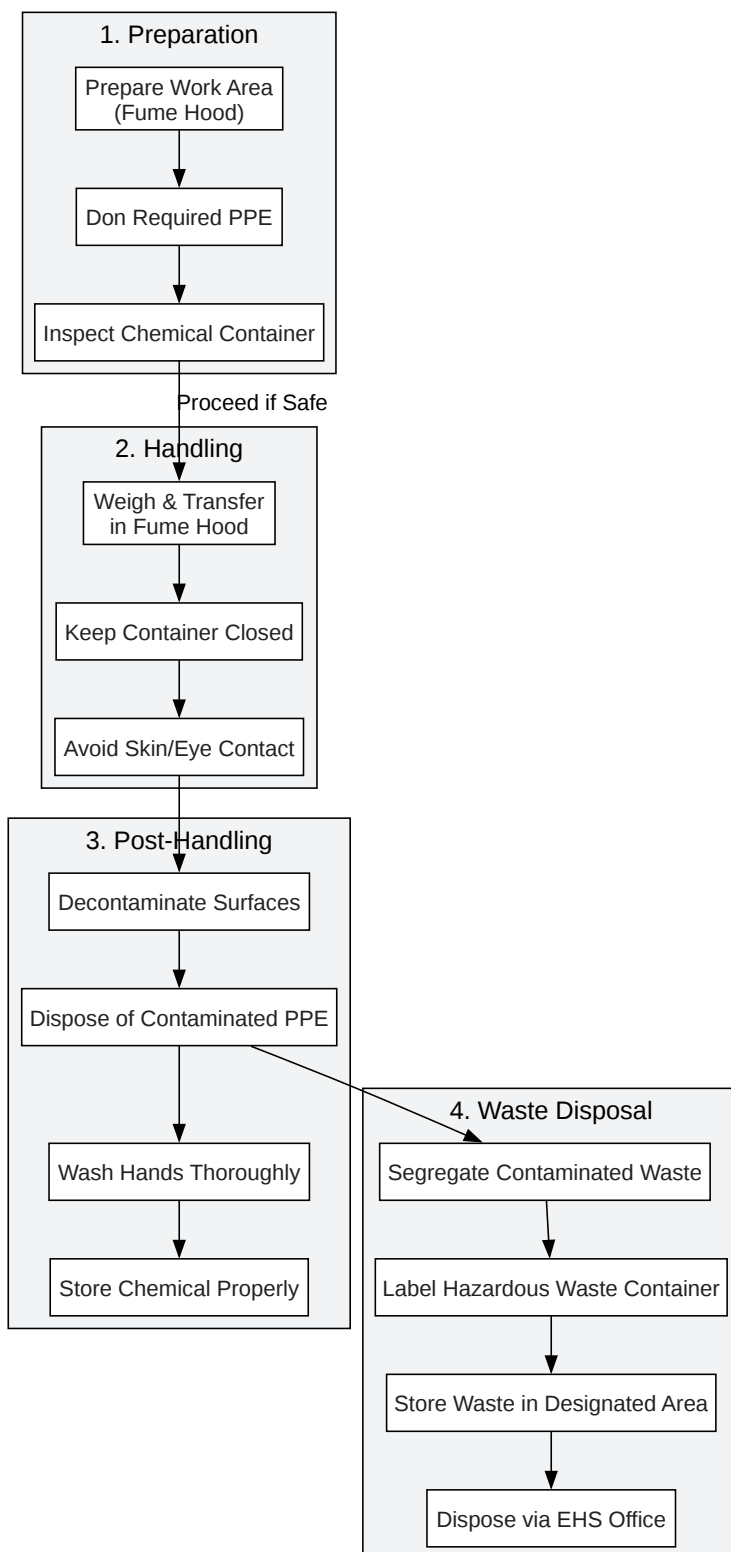 1. Preparation
Prepare Work Area
(Fume Hood)
Don Required PPE
Inspect Chemical Container
Proceed if Safe
2. Handling
Weigh & Transfer
in Fume Hood
Keep Container Closed
Avoid Skin/Eye Contact
3. Post-Handling
Decontaminate Surfaces
Dispose of Contaminated PPE
Wash Hands Thoroughly
Store Chemical Properly
4. Waste Disposal
Segregate Contaminated Waste
Label Hazardous Waste Container
Store Waste in Designated Area
Dispose via EHS Office